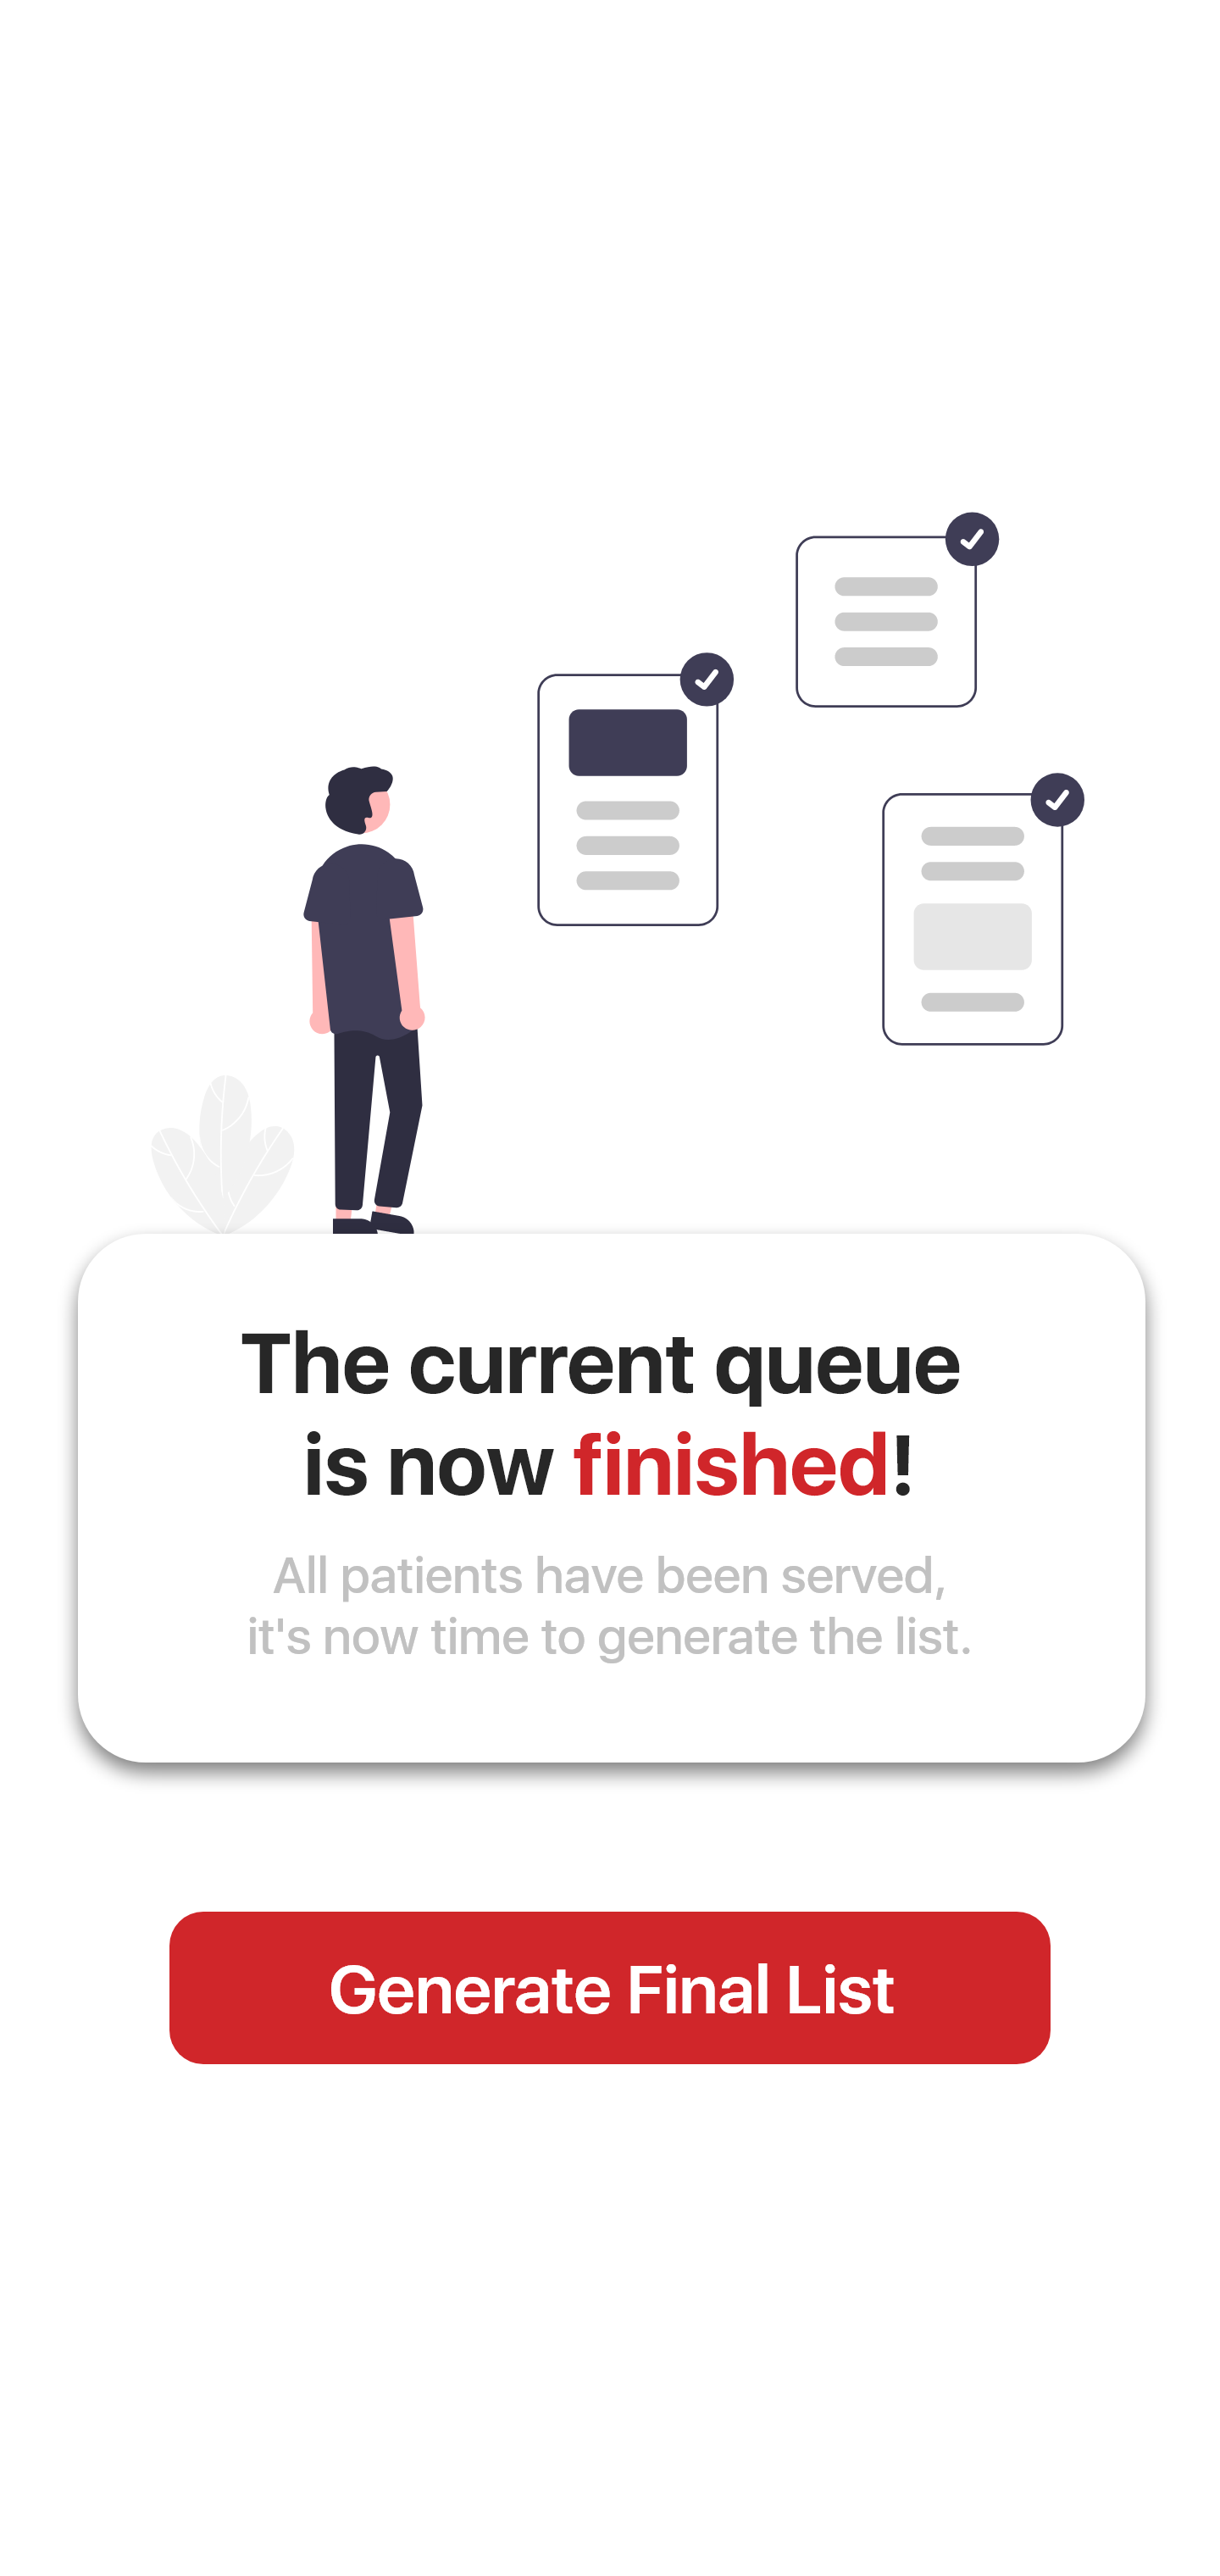 The current queue
is now finished!
All patients have been served,
it's now time to generate the list.
Generate Final List